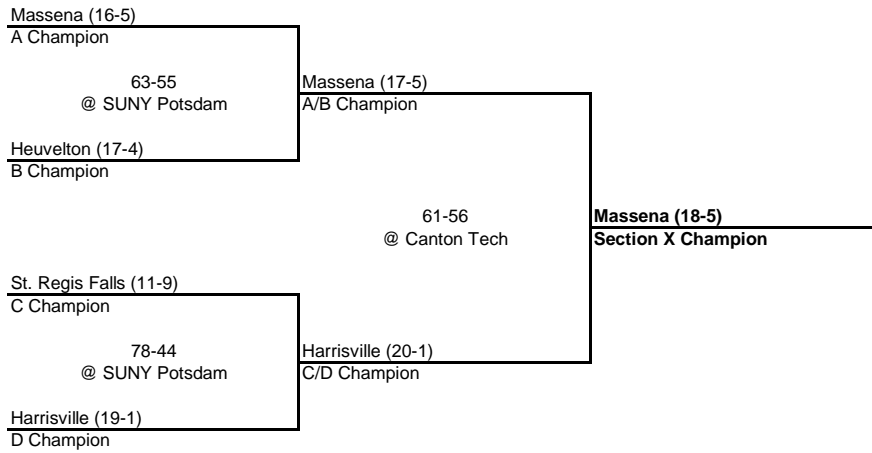 Massena (16-5)
A Champion
63-55
@ SUNY Potsdam
Massena (17-5)
A/B Champion
Heuvelton (17-4)
B Champion
61-56
@ Canton Tech
Massena (18-5)
Section X Champion
St. Regis Falls (11-9)
C Champion
78-44
@ SUNY Potsdam
Harrisville (20-1)
C/D Champion
Harrisville (19-1)
D Champion